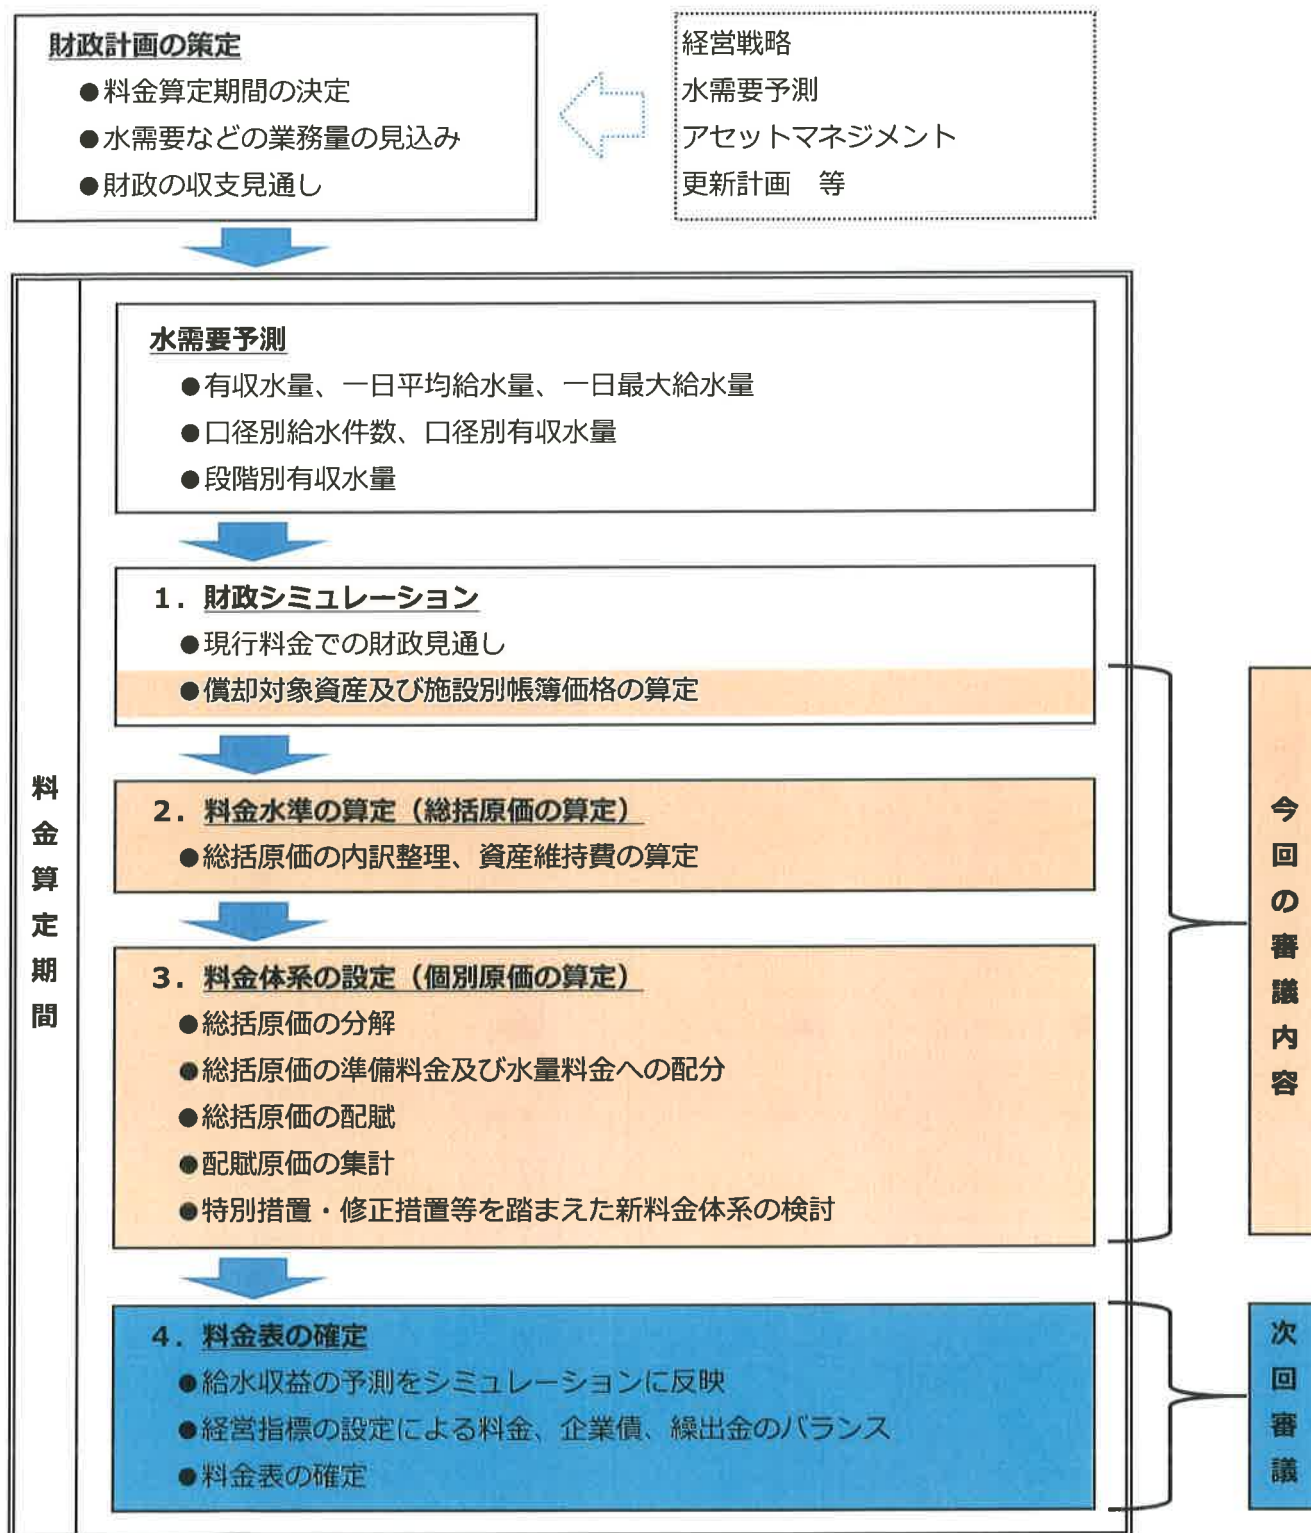 財政計画の策定
●料金算定期間の決定
●水需要などの業務量の見込み
●財政の収支見通し
経営戦略
水需要予測
アセットマネジメント
更新計画　等
料金算定期間
水需要予測
●有収水量、一日平均給水量、一日最大給水量
●口径別給水件数、口径別有収水量
●段階別有収水量
1．財政シミュレーション
●現行料金での財政見通し
●償却対象資産及び施設別帳簿価格の算定
2．料金水準の算定（総括原価の算定）
●総括原価の内訳整理、資産維持費の算定
3．料金体系の設定（個別原価の算定）
●総括原価の分解
●総括原価の準備料金及び水量料金への配分
●総括原価の配賦
●配賦原価の集計
●特別措置・修正措置等を踏まえた新料金体系の検討
今回の審議内容
4．料金表の確定
●給水収益の予測をシミュレーションに反映
●経営指標の設定による料金、企業債、繰出金のバランス
●料金表の確定
次回審議